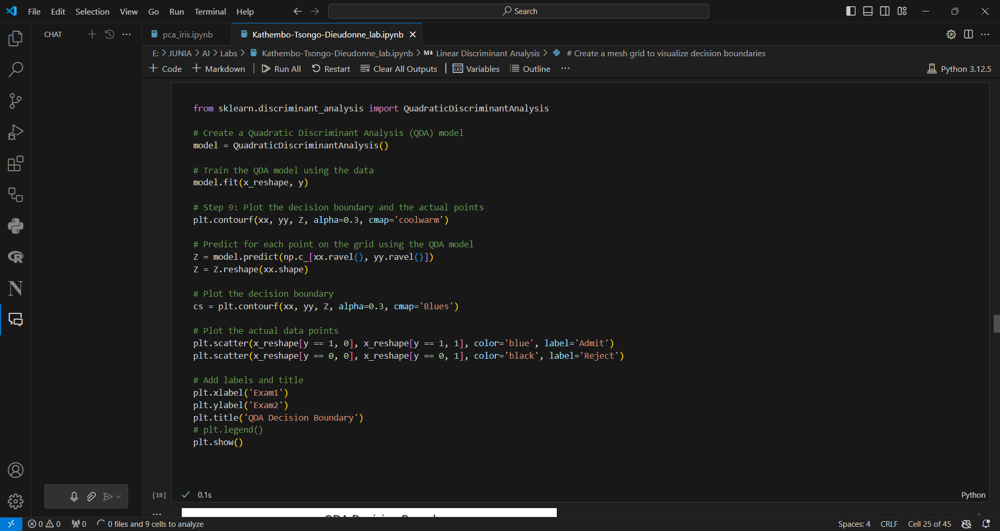 File Edit Selection View Go Run Terminal Help
Search
CHAT
pca_iris.ipynb
Kathembo-Tsongo-Dieudonne_lab.ipynb
E: > JUNIA > AI > Labs > Kathembo-Tsongo-Dieudonne_lab.ipynb > M↓ Linear Discriminant Analysis > # Create a mesh grid to visualize decision boundaries
+ Code + Markdown | Run All Restart Clear All Outputs | Variables Outline ...
Python 3.12.5
from sklearn.discriminant_analysis import QuadraticDiscriminantAnalysis
# Create a Quadratic Discriminant Analysis (QDA) model
model = QuadraticDiscriminantAnalysis()
# Train the QDA model using the data
model.fit(x_reshape, y)
# Step 9: Plot the decision boundary and the actual points
plt.contourf(xx, yy, Z, alpha=0.3, cmap='coolwarm')
# Predict for each point on the grid using the QDA model
Z = model.predict(np.c_[xx.ravel(), yy.ravel()])
Z = Z.reshape(xx.shape)
# Plot the decision boundary
cs = plt.contourf(xx, yy, Z, alpha=0.3, cmap='Blues')
# Plot the actual data points
plt.scatter(x_reshape[y == 1, 0], x_reshape[y == 1, 1], color='blue', label='Admit')
plt.scatter(x_reshape[y == 0, 0], x_reshape[y == 0, 1], color='black', label='Reject')
# Add labels and title
plt.xlabel('Exam1')
plt.ylabel('Exam2')
plt.title('QDA Decision Boundary')
# plt.legend()
plt.show()
[18] ✓ 0.1s
Python
0 0 0 0 files and 9 cells to analyze
Spaces: 4 CRLF Cell 25 of 45